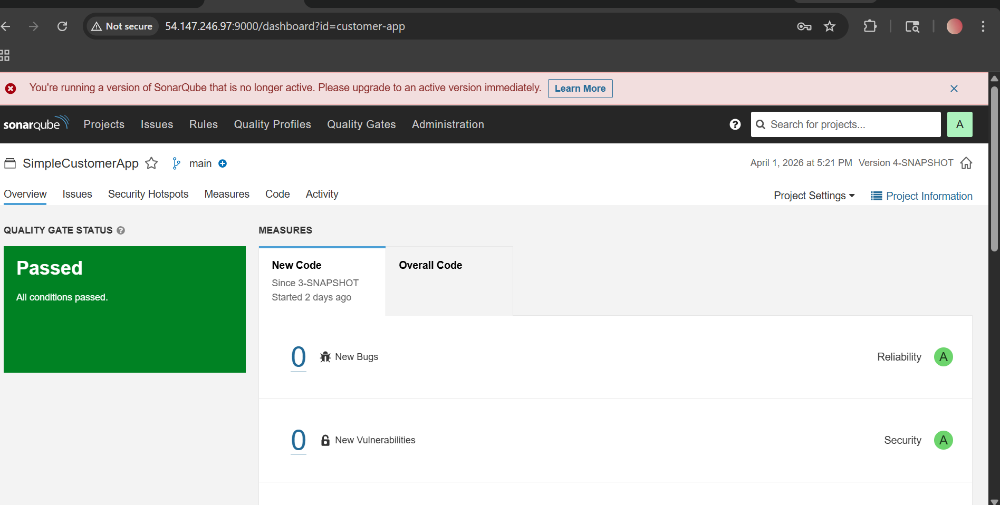 Not secure 54.147.246.97:9000/dashboard?id=customer-app
You're running a version of SonarQube that is no longer active. Please upgrade to an active version immediately. Learn More
sonarqube Projects Issues Rules Quality Profiles Quality Gates Administration ? Search for projects... A
SimpleCustomerApp main April 1, 2026 at 5:21 PM Version 4-SNAPSHOT
Overview Issues Security Hotspots Measures Code Activity Project Settings Project Information
QUALITY GATE STATUS ?
Passed
All conditions passed.
MEASURES
New Code
Since 3-SNAPSHOT
Started 2 days ago
Overall Code
0 New Bugs Reliability A
0 New Vulnerabilities Security A